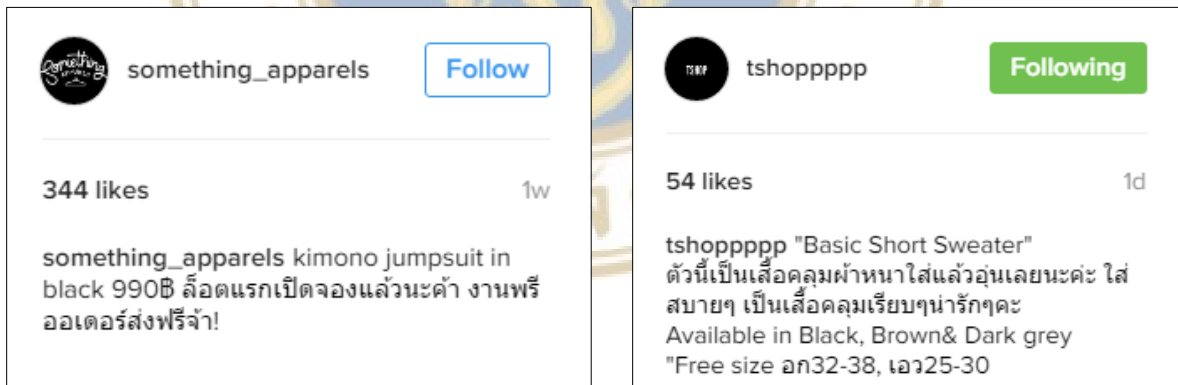 something_apparels
Follow
344 likes
1w
something_apparels kimono jumpsuit in
black 990฿ ล็อตแรกเปิดจองแล้วนะค้า งานพรี
ออเดอร์ส่งฟรีจ้า!
TSHOP
tshoppppp
Following
54 likes
1d
tshoppppp "Basic Short Sweater"
ตัวนี้เป็นเสื้อคลุมผ้าหนาใส่แล้วอุ่นเลยนะค่ะ ใส่
สบายๆ เป็นเสื้อคลุมเรียบๆน่ารักๆคะ
Available in Black, Brown& Dark grey
"Free size อก32-38, เอว25-30